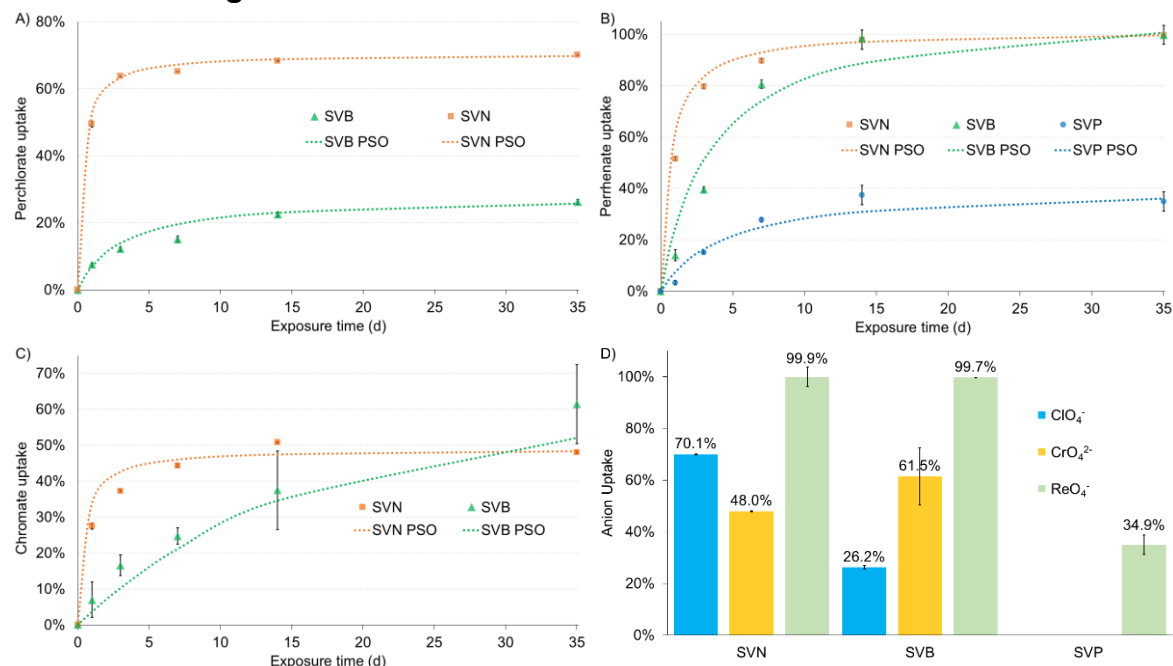 A)
80%
60%
40%
20%
0%
Perchlorate uptake
SVB
SVN
SVB PSO
SVN PSO
0
5
10
15
20
25
30
35
Exposure time (d)
B)
100%
80%
60%
40%
20%
0%
Perrhenate uptake
SVN
SVB
SVP
SVN PSO
SVB PSO
SVP PSO
0
5
10
15
20
25
30
35
Exposure time (d)
C)
70%
60%
50%
40%
30%
20%
10%
0%
Chromate uptake
SVN
SVB
SVN PSO
SVB PSO
0
5
10
15
20
25
30
35
Exposure time (d)
D)
100%
80%
60%
40%
20%
0%
Anion Uptake
70.1%
48.0%
99.9%
26.2%
61.5%
99.7%
34.9%
ClO₄⁻
CrO₄²⁻
ReO₄⁻
SVN
SVB
SVP